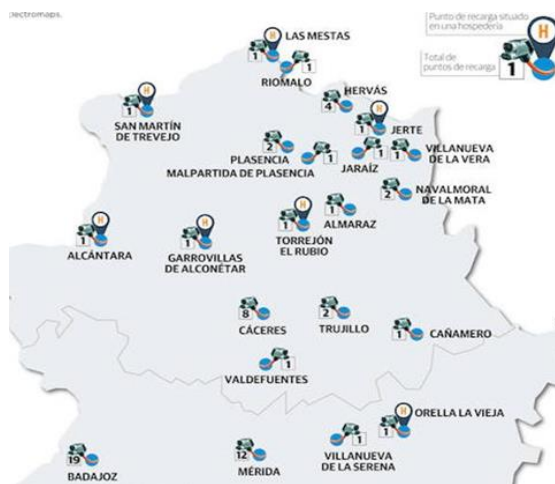 lectromaps.
Punto de recarga situado
en una hospedería
H
Total de
puntos de recarga
1
H
LAS MESTAS
1
1
RIOMALO
H
1
SAN MARTÍN
DE TREVEJO
HERVÁS
4
H
1
JERTE
2
PLASENCIA
1
MALPARTIDA DE PLASENCIA
1
JARAÍZ
1
VILLANUEVA
DE LA VERA
2
NAVALMORAL
DE LA MATA
1
ALMARAZ
H
1
ALCÁNTARA
H
1
GARROVILLAS
DE ALCONÉTAR
H
1
TORREJÓN
EL RUBIO
8
CÁCERES
2
TRUJILLO
1
CAÑAMERO
1
VALDEFUENTES
H
1
ORELLA LA VIEJA
1
VILLANUEVA
DE LA SERENA
19
BADAJOZ
12
MÉRIDA